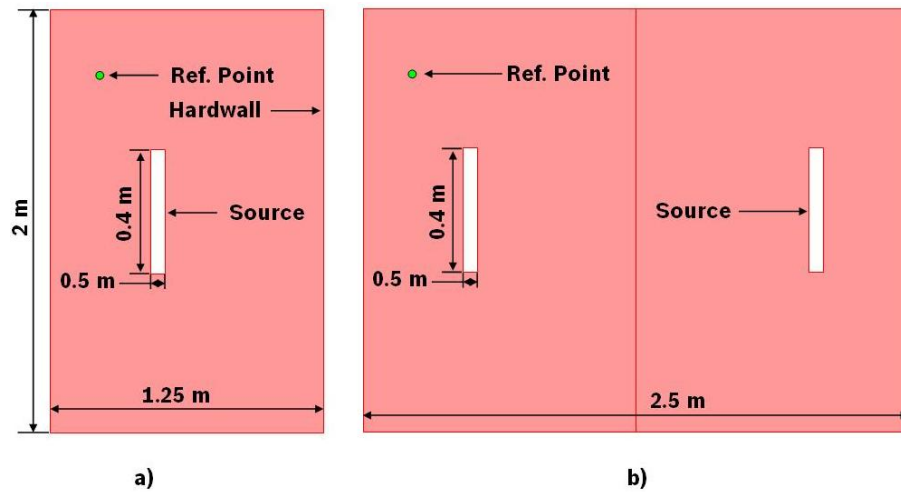 Ref. Point
Hardwall
2 m
0.4 m
Source
0.5 m
1.25 m
a)
Ref. Point
0.4 m
Source
0.5 m
2.5 m
b)